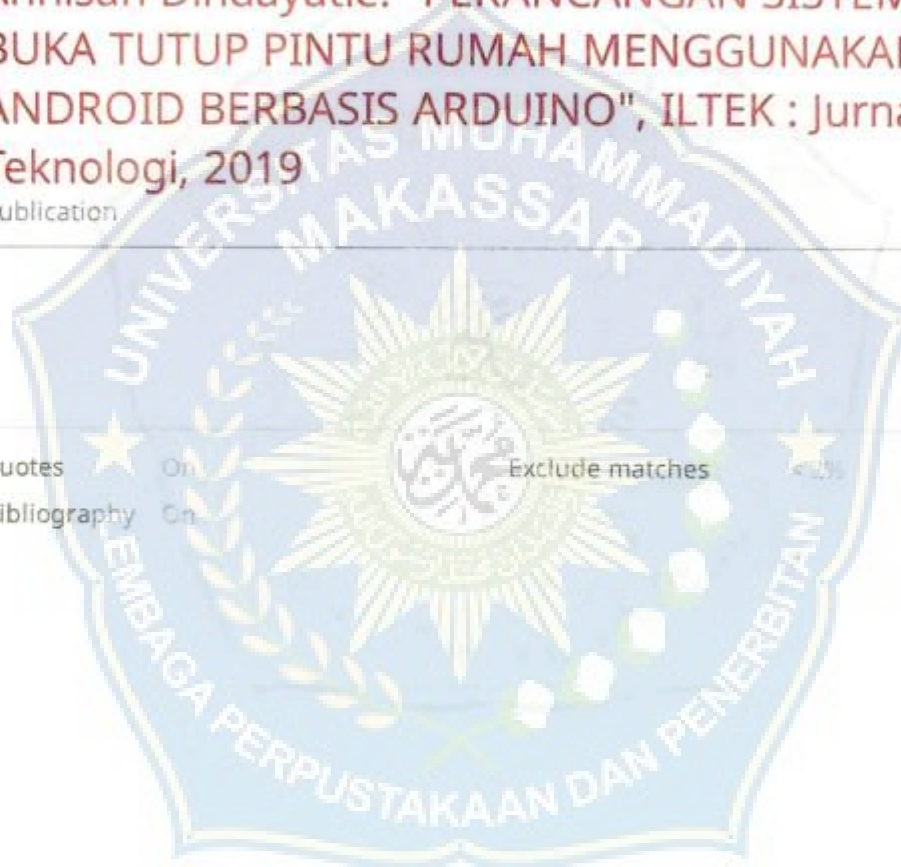 BUKA TUTUP PINTU RUMAH MENGGUNAKAN
ANDROID BERBASIS ARDUINO", ILTEK : Jurna
Teknologi, 2019
ublication
UNIVERSITAS MUHAMMADIYAH
MAKASSAR
uotes On Exclude matches
ibliography On
LEMBAGA PERPUSTAKAAN DAN PENERBITAN